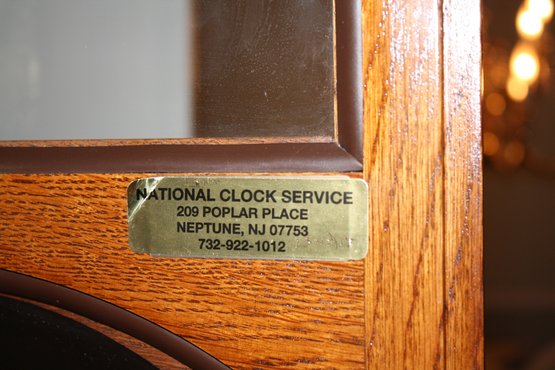 NATIONAL CLOCK SERVICE
209 POPLAR PLACE
NEPTUNE, NJ 07753
732-922-1012